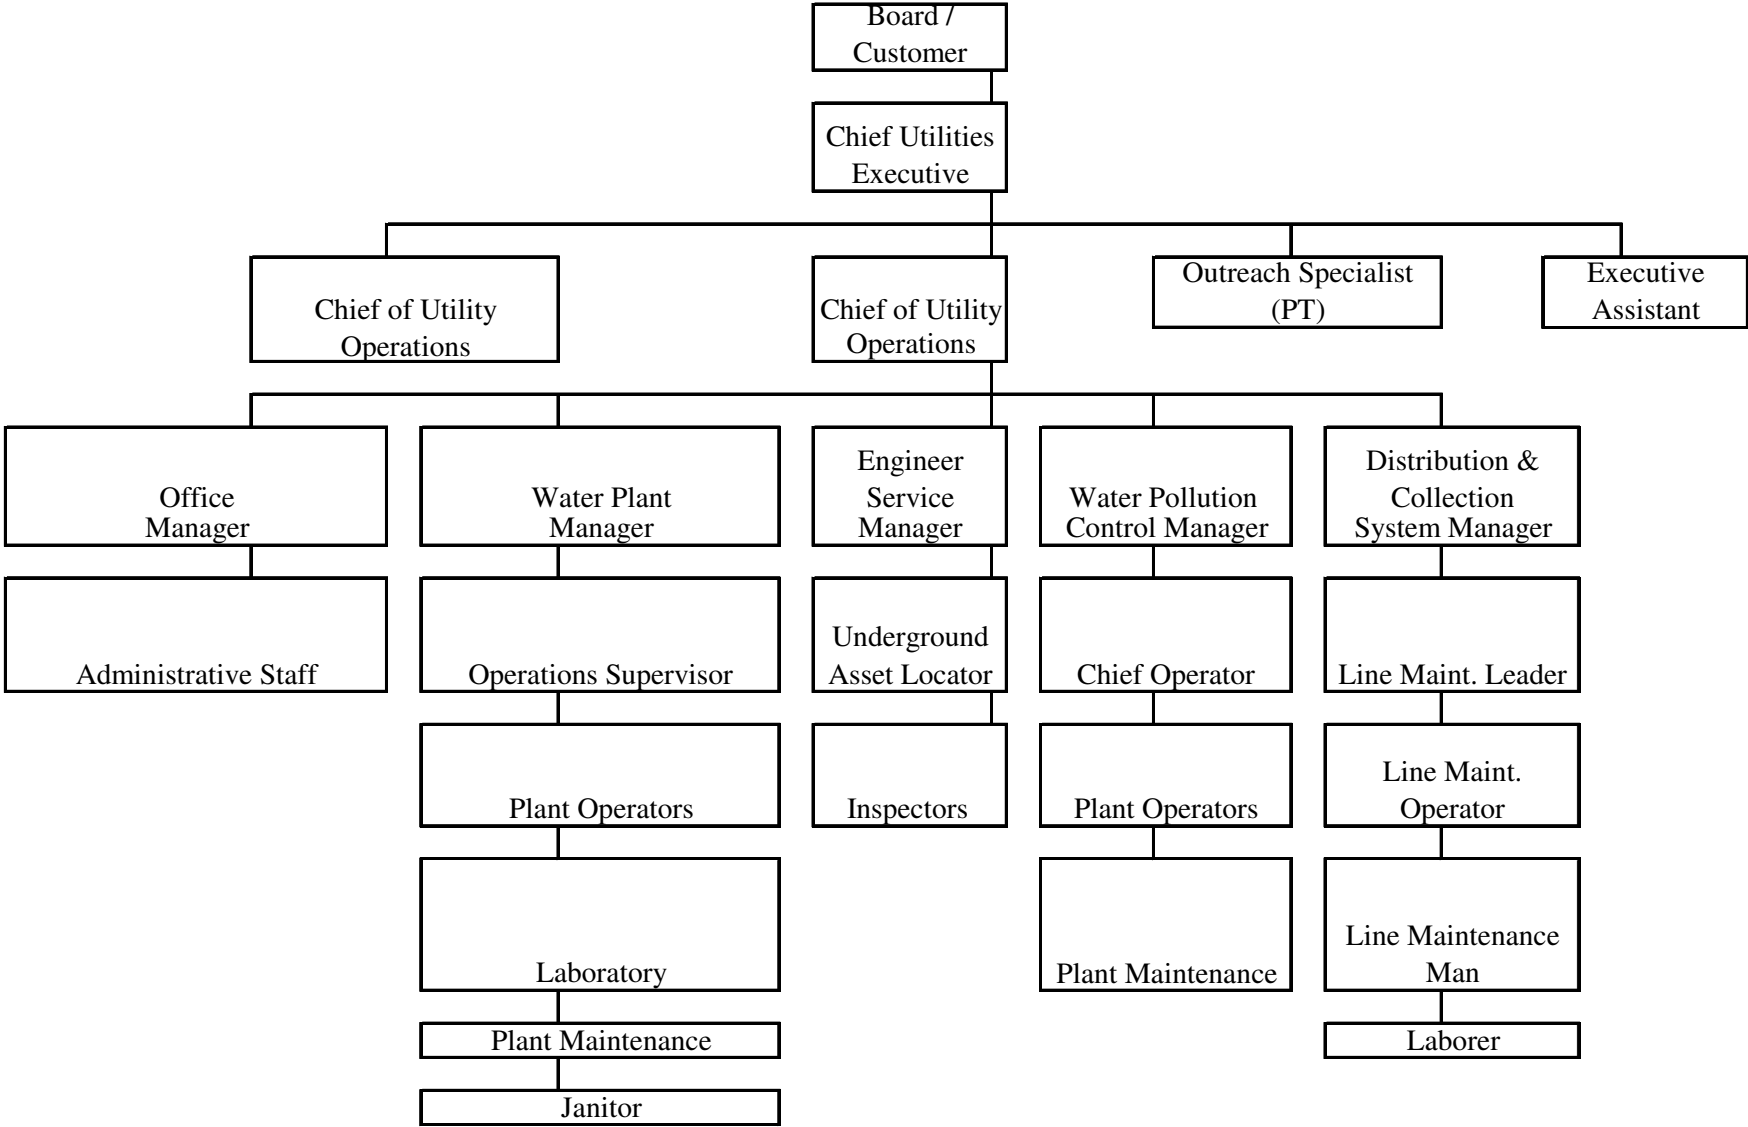 Board /
Customer
Chief Utilities
Executive
Chief of Utility
Operations
Chief of Utility
Operations
Outreach Specialist
(PT)
Executive
Assistant
Office
Manager
Water Plant
Manager
Engineer
Service
Manager
Water Pollution
Control Manager
Distribution &
Collection
System Manager
Administrative Staff
Operations Supervisor
Underground
Asset Locator
Chief Operator
Line Maint. Leader
Plant Operators
Inspectors
Plant Operators
Line Maint.
Operator
Laboratory
Plant Maintenance
Line Maintenance
Man
Plant Maintenance
Laborer
Janitor